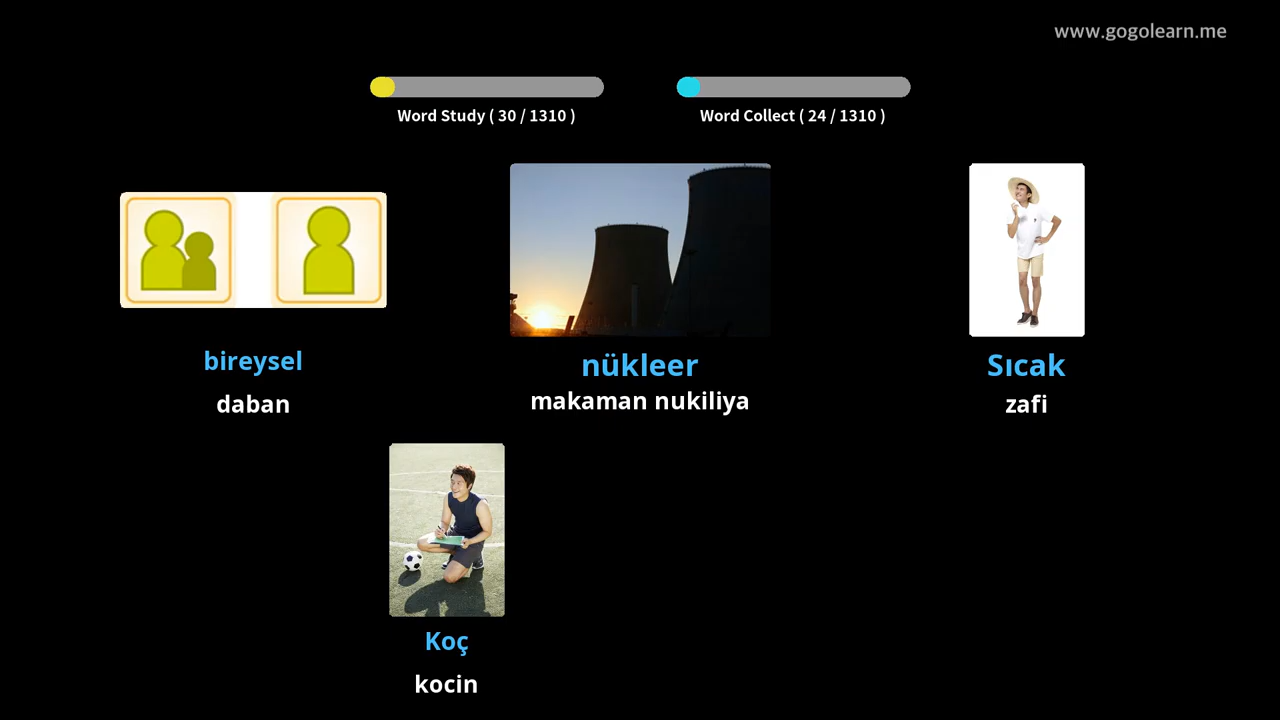 www.gogolearn.me
Word Study ( 30 / 1310 )
Word Collect ( 24 / 1310 )
bireysel
daban
nükleer
makaman nukiliya
Sıcak
zafi
Koç
kocin